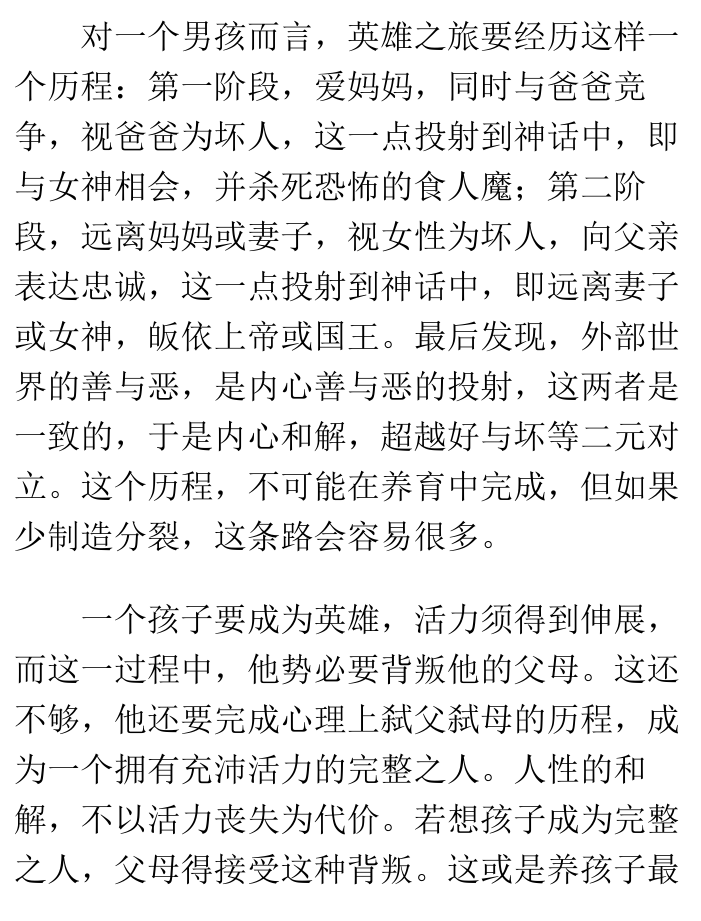 对一个男孩而言，英雄之旅要经历这样一
个历程：第一阶段，爱妈妈，同时与爸爸竞
争，视爸爸为坏人，这一点投射到神话中，即
与女神相会，并杀死恐怖的食人魔；第二阶
段，远离妈妈或妻子，视女性为坏人，向父亲
表达忠诚，这一点投射到神话中，即远离妻子
或女神，皈依上帝或国王。最后发现，外部世
界的善与恶，是内心善与恶的投射，这两者是
一致的，于是内心和解，超越好与坏等二元对
立。这个历程，不可能在养育中完成，但如果
少制造分裂，这条路会容易很多。
一个孩子要成为英雄，活力须得到伸展，
而这一过程中，他势必要背叛他的父母。这还
不够，他还要完成心理上弑父弑母的历程，成
为一个拥有充沛活力的完整之人。人性的和
解，不以活力丧失为代价。若想孩子成为完整
之人，父母得接受这种背叛。这或是养孩子最